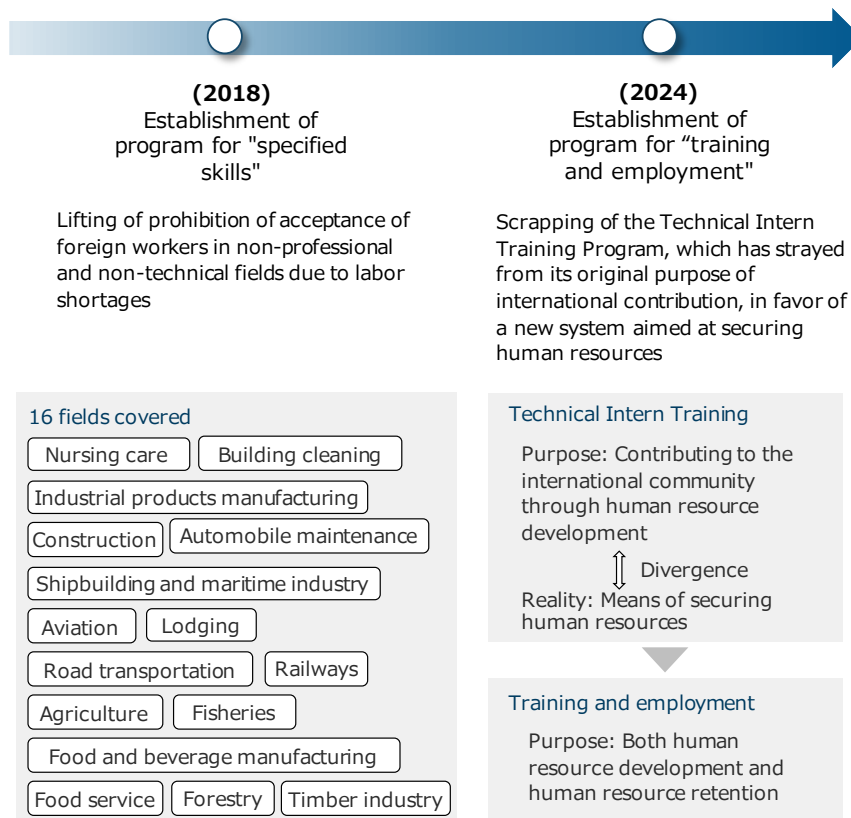 (2018)
Establishment of
program for "specified
skills"
Lifting of prohibition of acceptance of
foreign workers in non-professional
and non-technical fields due to labor
shortages
16 fields covered
Nursing care
Building cleaning
Industrial products manufacturing
Construction
Automobile maintenance
Shipbuilding and maritime industry
Aviation
Lodging
Road transportation
Railways
Agriculture
Fisheries
Food and beverage manufacturing
Food service
Forestry
Timber industry
(2024)
Establishment of
program for “training
and employment"
Scrapping of the Technical Intern
Training Program, which has strayed
from its original purpose of
international contribution, in favor of
a new system aimed at securing
human resources
Technical Intern Training
Purpose: Contributing to the
international community
through human resource
development
Divergence
Reality: Means of securing
human resources
Training and employment
Purpose: Both human
resource development and
human resource retention